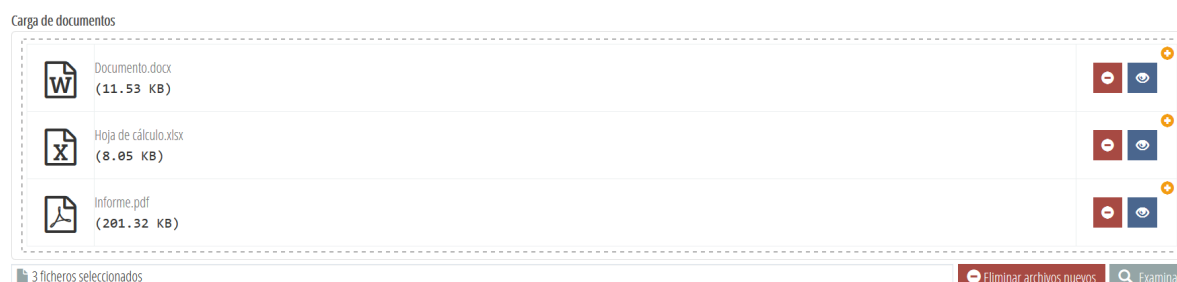 Carga de documentos
W
Documento.docx
(11.53 KB)
X
Hoja de cálculo.xlsx
(8.05 KB)
Informe.pdf
(201.32 KB)
3 ficheros seleccionados
Eliminar archivos nuevos
Examina